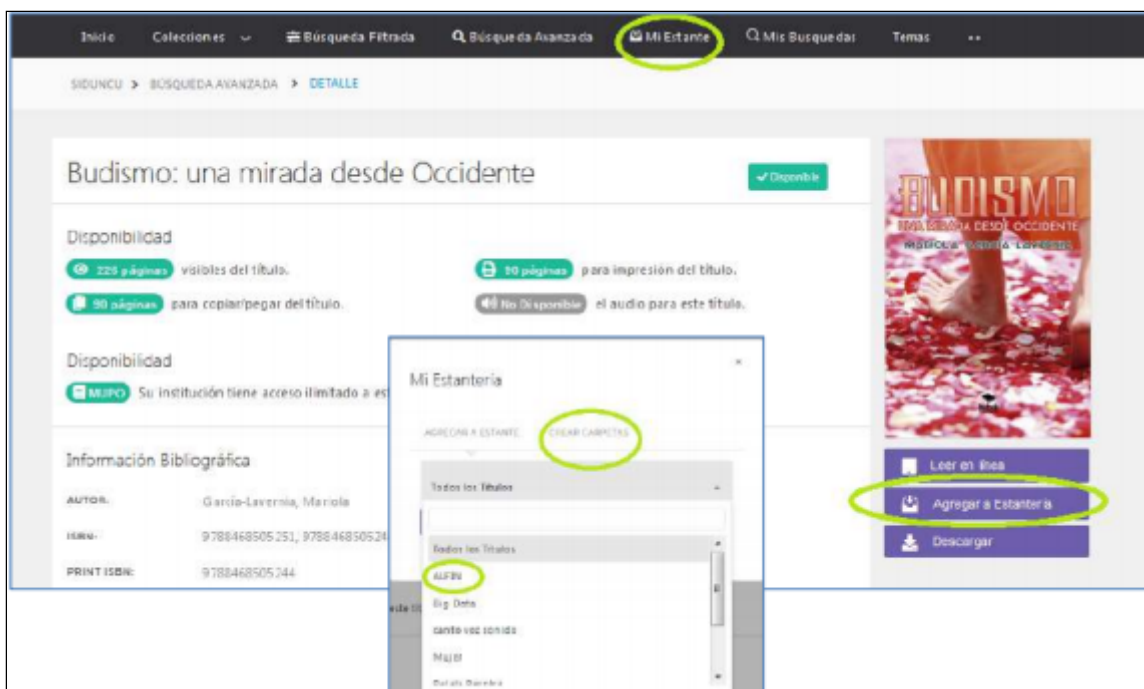 Inicio Colecciones Búsqueda Filtrada Búsqueda Avanzada Mi Estante Mis Busquedas Temas ••
SIDUNCU > BÚSQUEDA AVANZADA > DETALLE
Budismo: una mirada desde Occidente
✓ Disponible
Disponibilidad
225 páginas visibles del título.
90 páginas para impresión del título.
90 páginas para copiar/pegar del título.
No Disponible el audio para este título.
Disponibilidad
MUPO Su institución tiene acceso ilimitado a es
Información Bibliográfica
AUTOR: García-Lavernia, Mariola
ISBN: 9788468505251, 978846850524
PRINT ISBN: 9788468505244
BUDISMO
UNA MIRADA DESDE OCCIDENTE
MARIOLA GARCÍA LAVERNIA
Leer en línea
Agregar a Estantería
Descargar
Mi Estantería
×
AGREGAR A ESTANTE CREAR CARPETAS
Todos los Títulos
Todos los Títulos
ALFIN
Big Data
canto voz sonido
Mujer